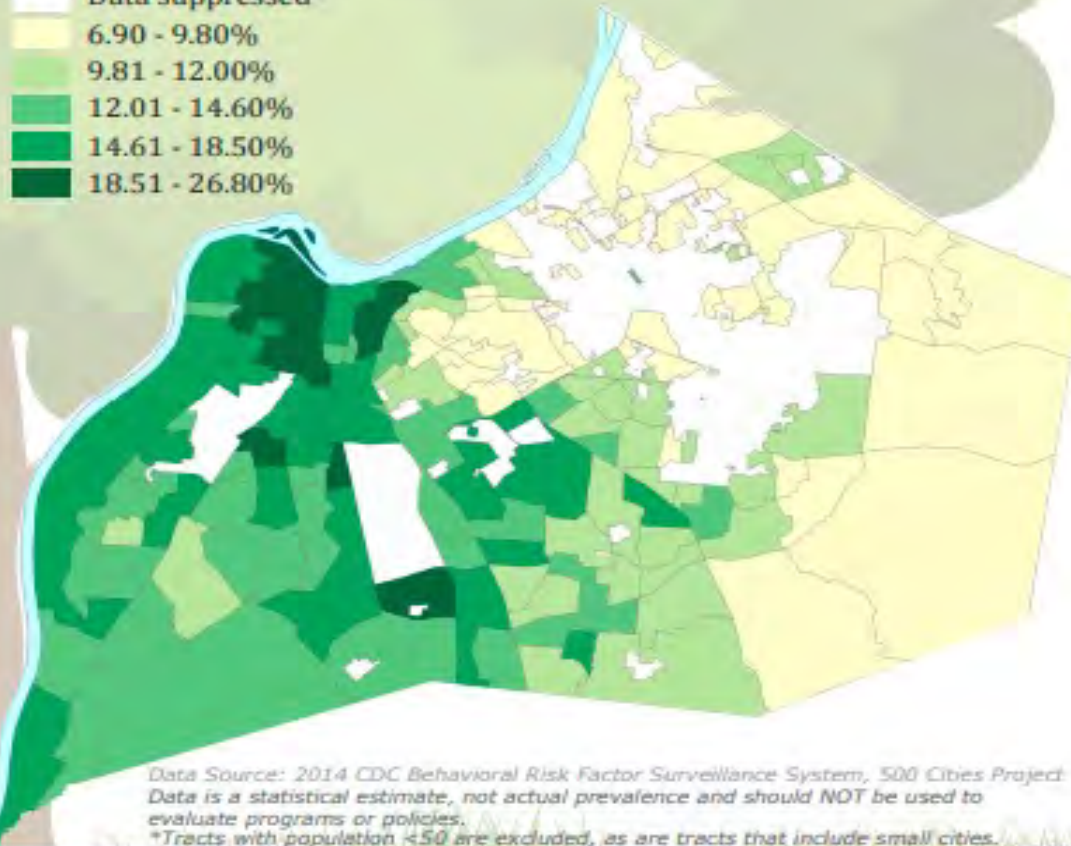 Data suppressed
6.90 - 9.80%
9.81 - 12.00%
12.01 - 14.60%
14.61 - 18.50%
18.51 - 26.80%
Data Source: 2014 CDC Behavioral Risk Factor Surveillance System, 500 Cities Project
Data is a statistical estimate, not actual prevalence and should NOT be used to
evaluate programs or policies.
*Tracts with population <50 are excluded, as are tracts that include small cities.